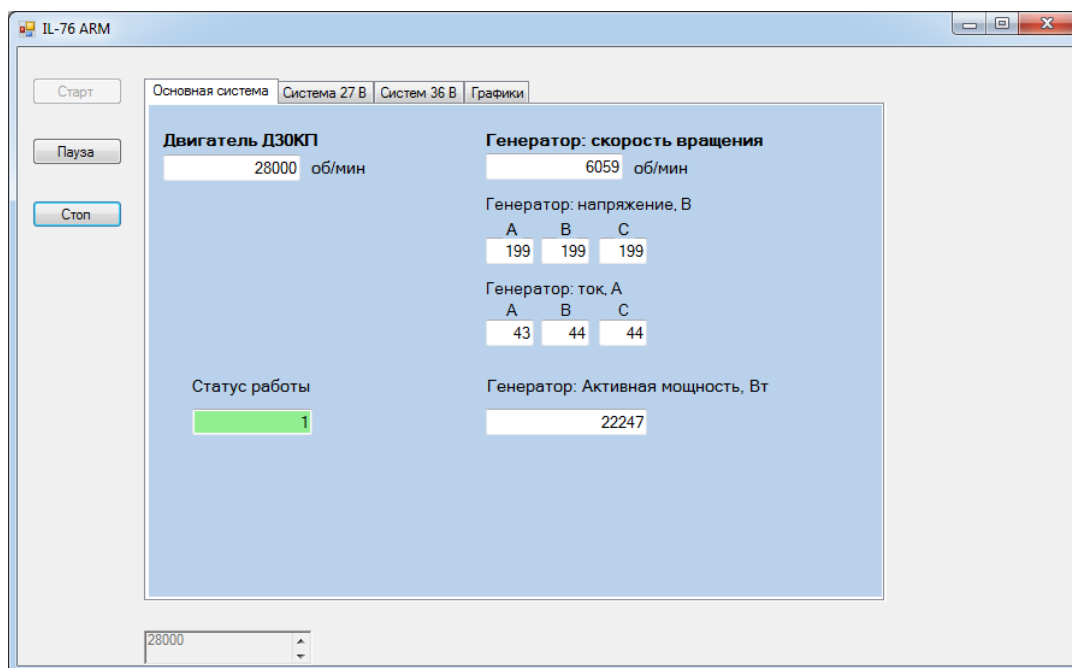 IL-76 ARM
Старт
Пауза
Стоп
Основная система Система 27 В Систем 36 В Графики
Двигатель Д30КП
28000 об/мин
Генератор: скорость вращения
6059 об/мин
Генератор: напряжение, В
A B C
199 199 199
Генератор: ток, А
A B C
43 44 44
Статус работы
1
Генератор: Активная мощность, Вт
22247
28000